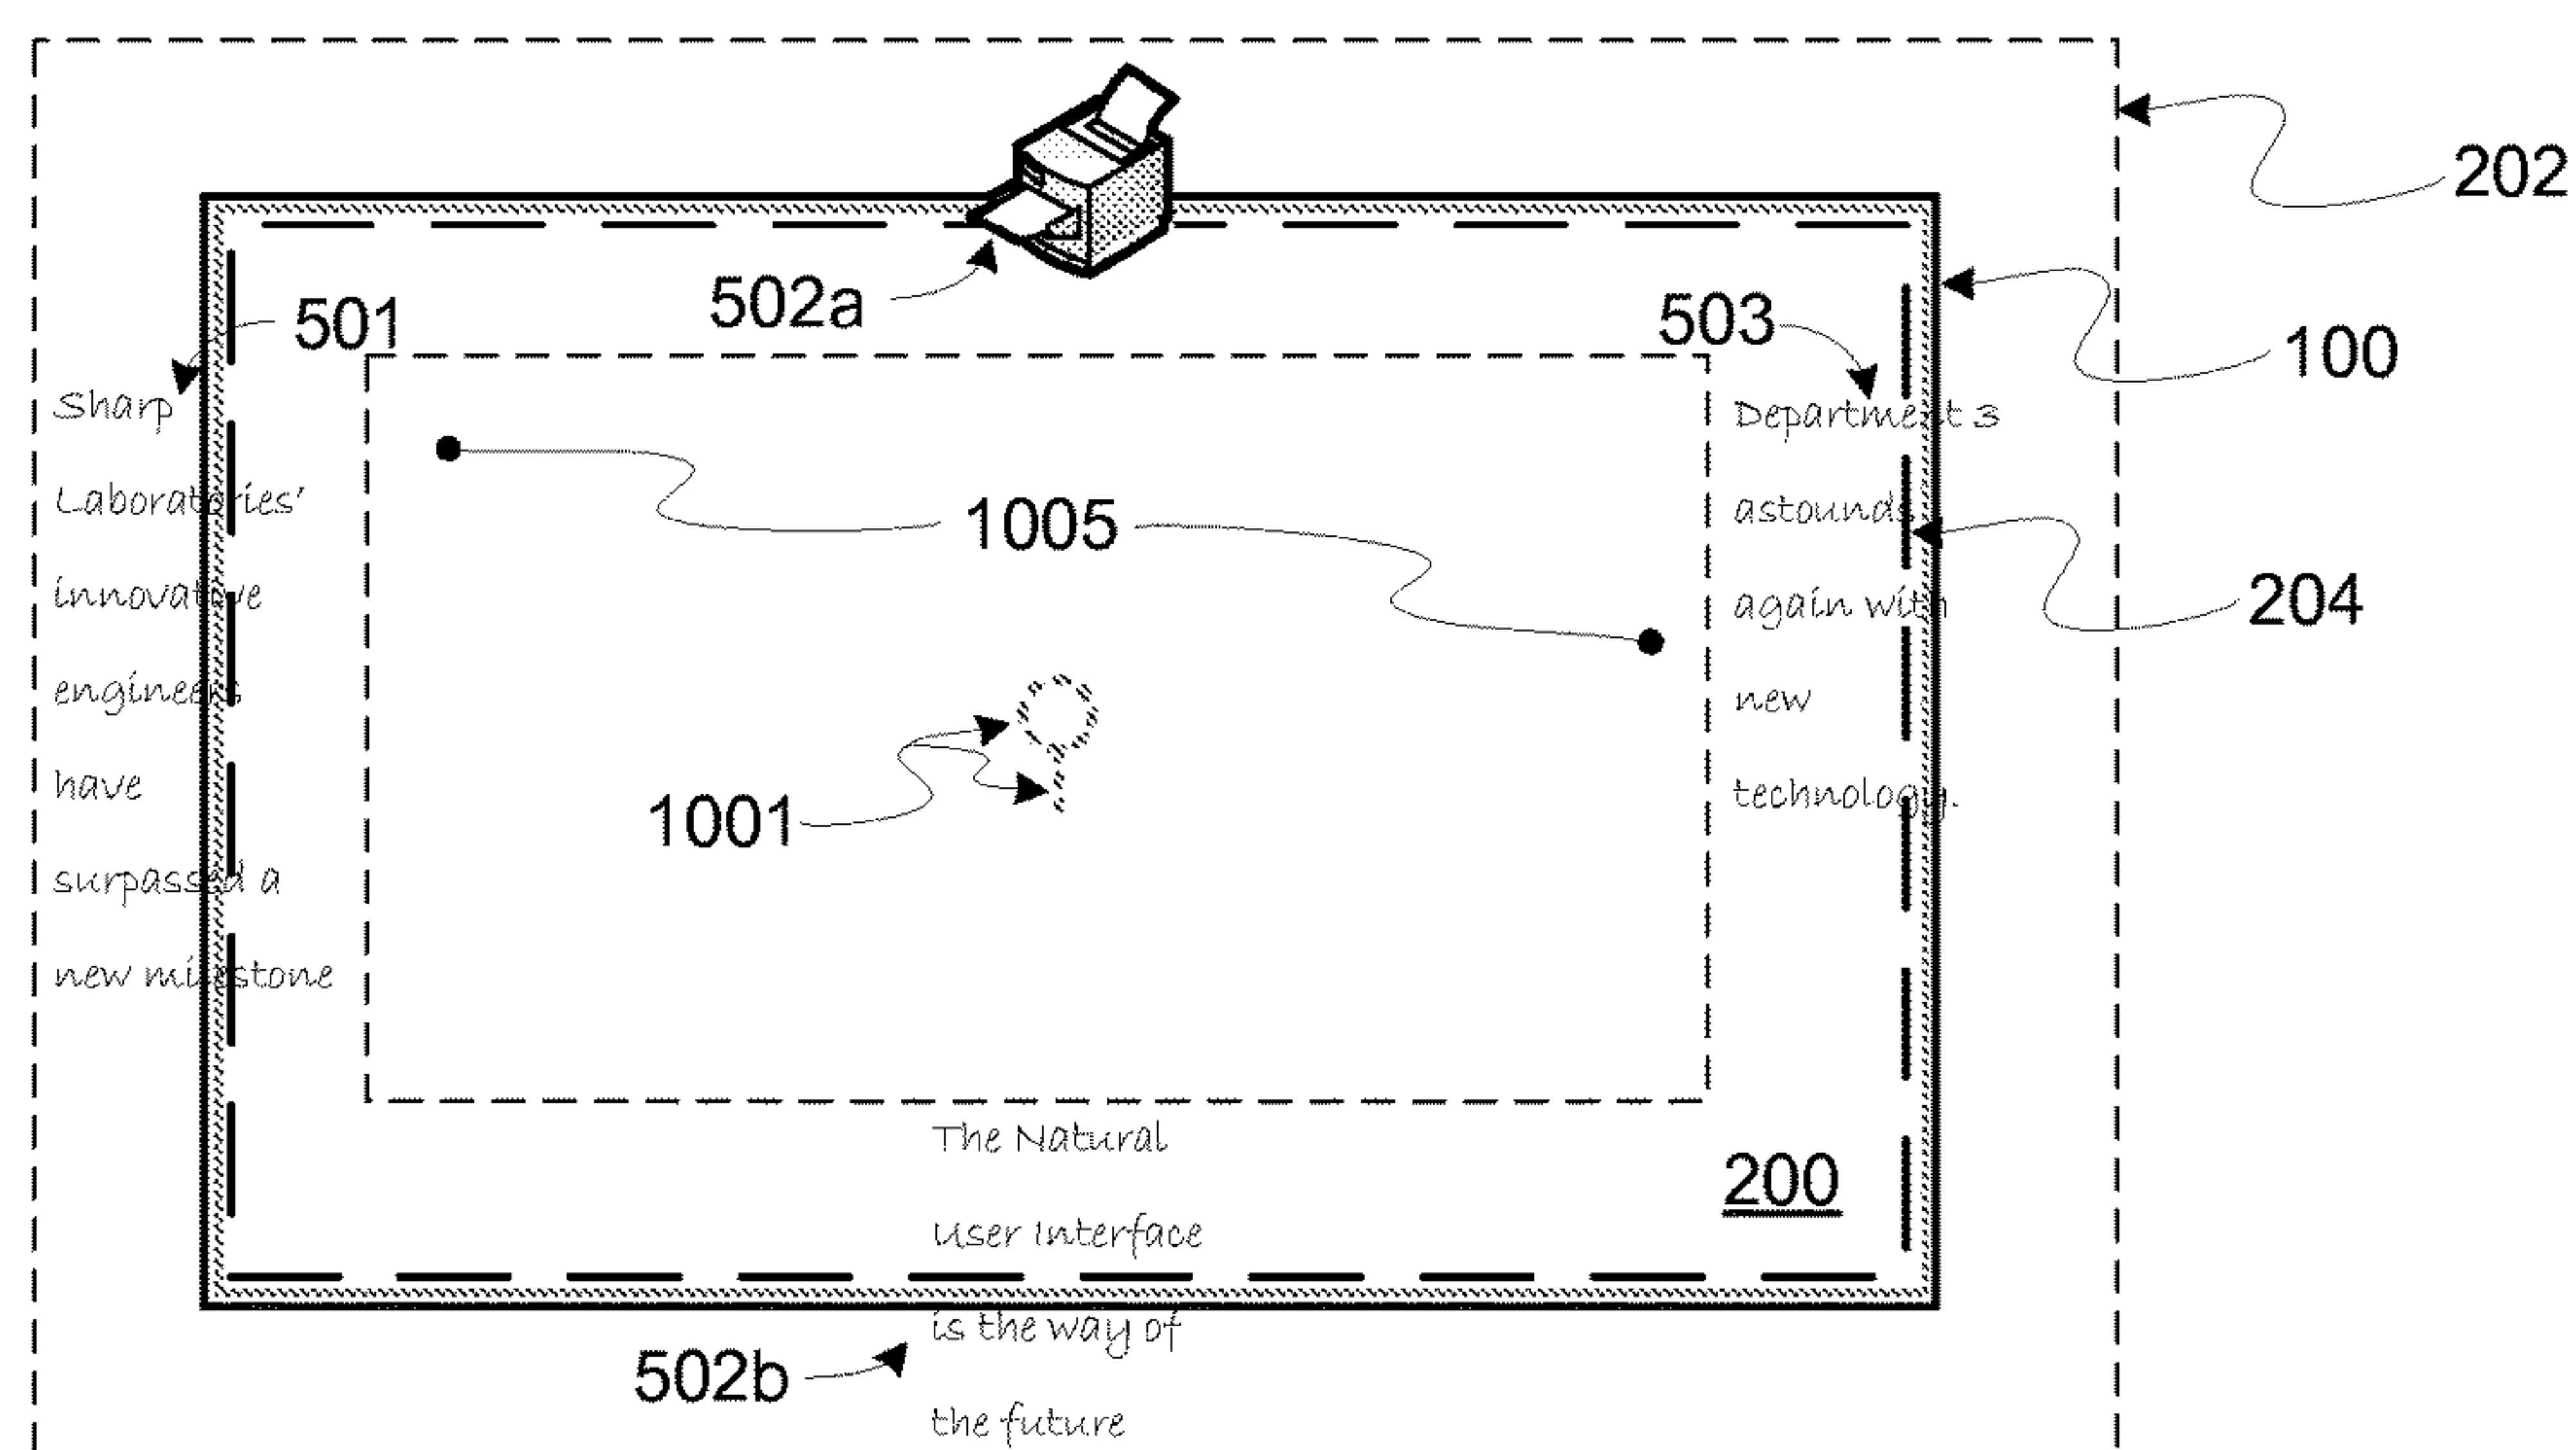 202
502a
501
503
100
Sharp
Laboratories'
innovative
engineers
have
surpassed a
new milestone
Department 3
astounds
again with
new
technology.
1005
204
1001
The Natural
User Interface
is the way of
the future
200
502b